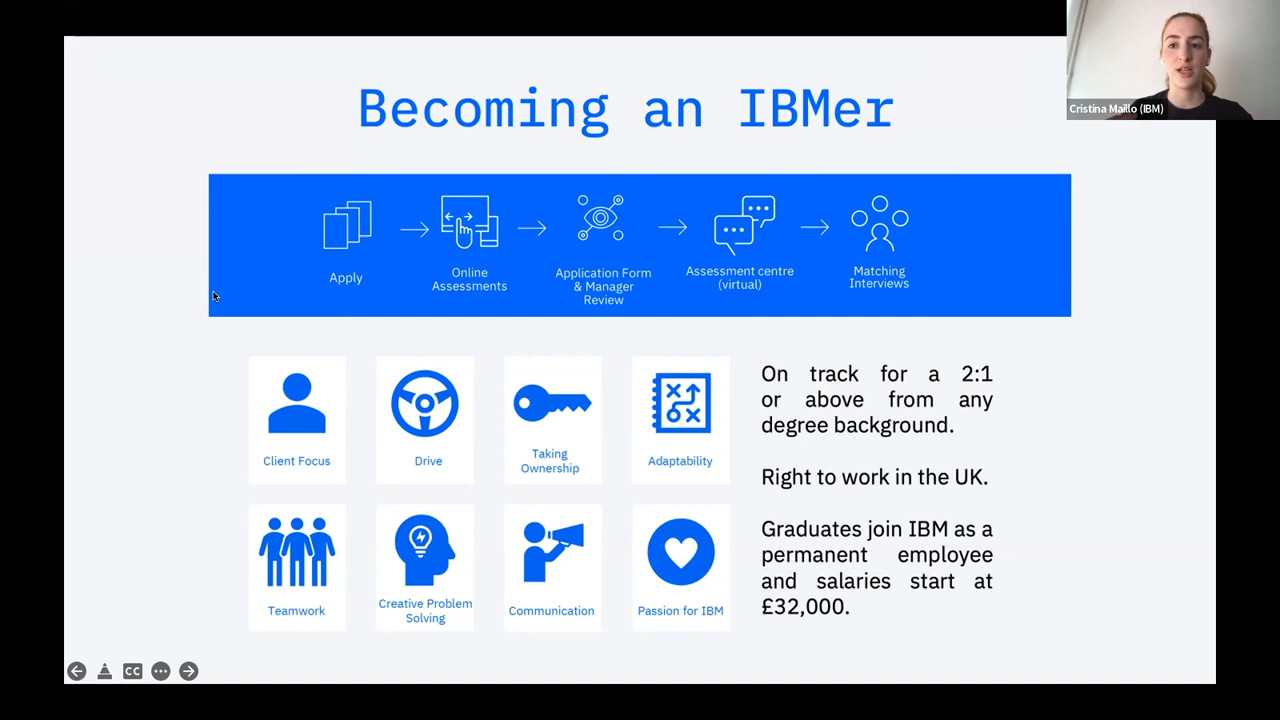 Becoming an IBMer
Cristina Maillo (IBM)
Apply
Online
Assessments
Application Form
& Manager
Review
Assessment centre
(virtual)
Matching
Interviews
Client Focus
Drive
Taking
Ownership
Adaptability
Teamwork
Creative Problem
Solving
Communication
Passion for IBM
On track for a 2:1
or above from any
degree background.
Right to work in the UK.
Graduates join IBM as a
permanent employee
and salaries start at
£32,000.
CC